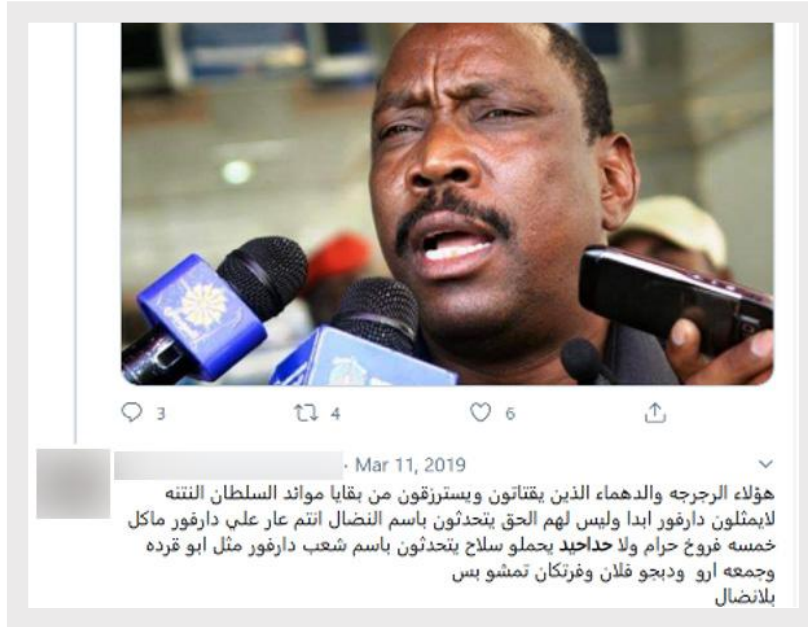 3 4 6
· Mar 11, 2019
هؤلاء الرجرجه والدهماء الذين يقتاتون ويسترزقون من بقايا موائد السلطان النتنه
لايمثلون دارفور ابدا وليس لهم الحق يتحدثون باسم النضال انتم عار علي دارفور ماكل
خمسه فروخ حرام ولا حداحيد يحملو سلاح يتحدثون باسم شعب دارفور مثل ابو قرده
وجمعه ارو ودبجو فلان وفرتكان تمشو بس
بلانضال